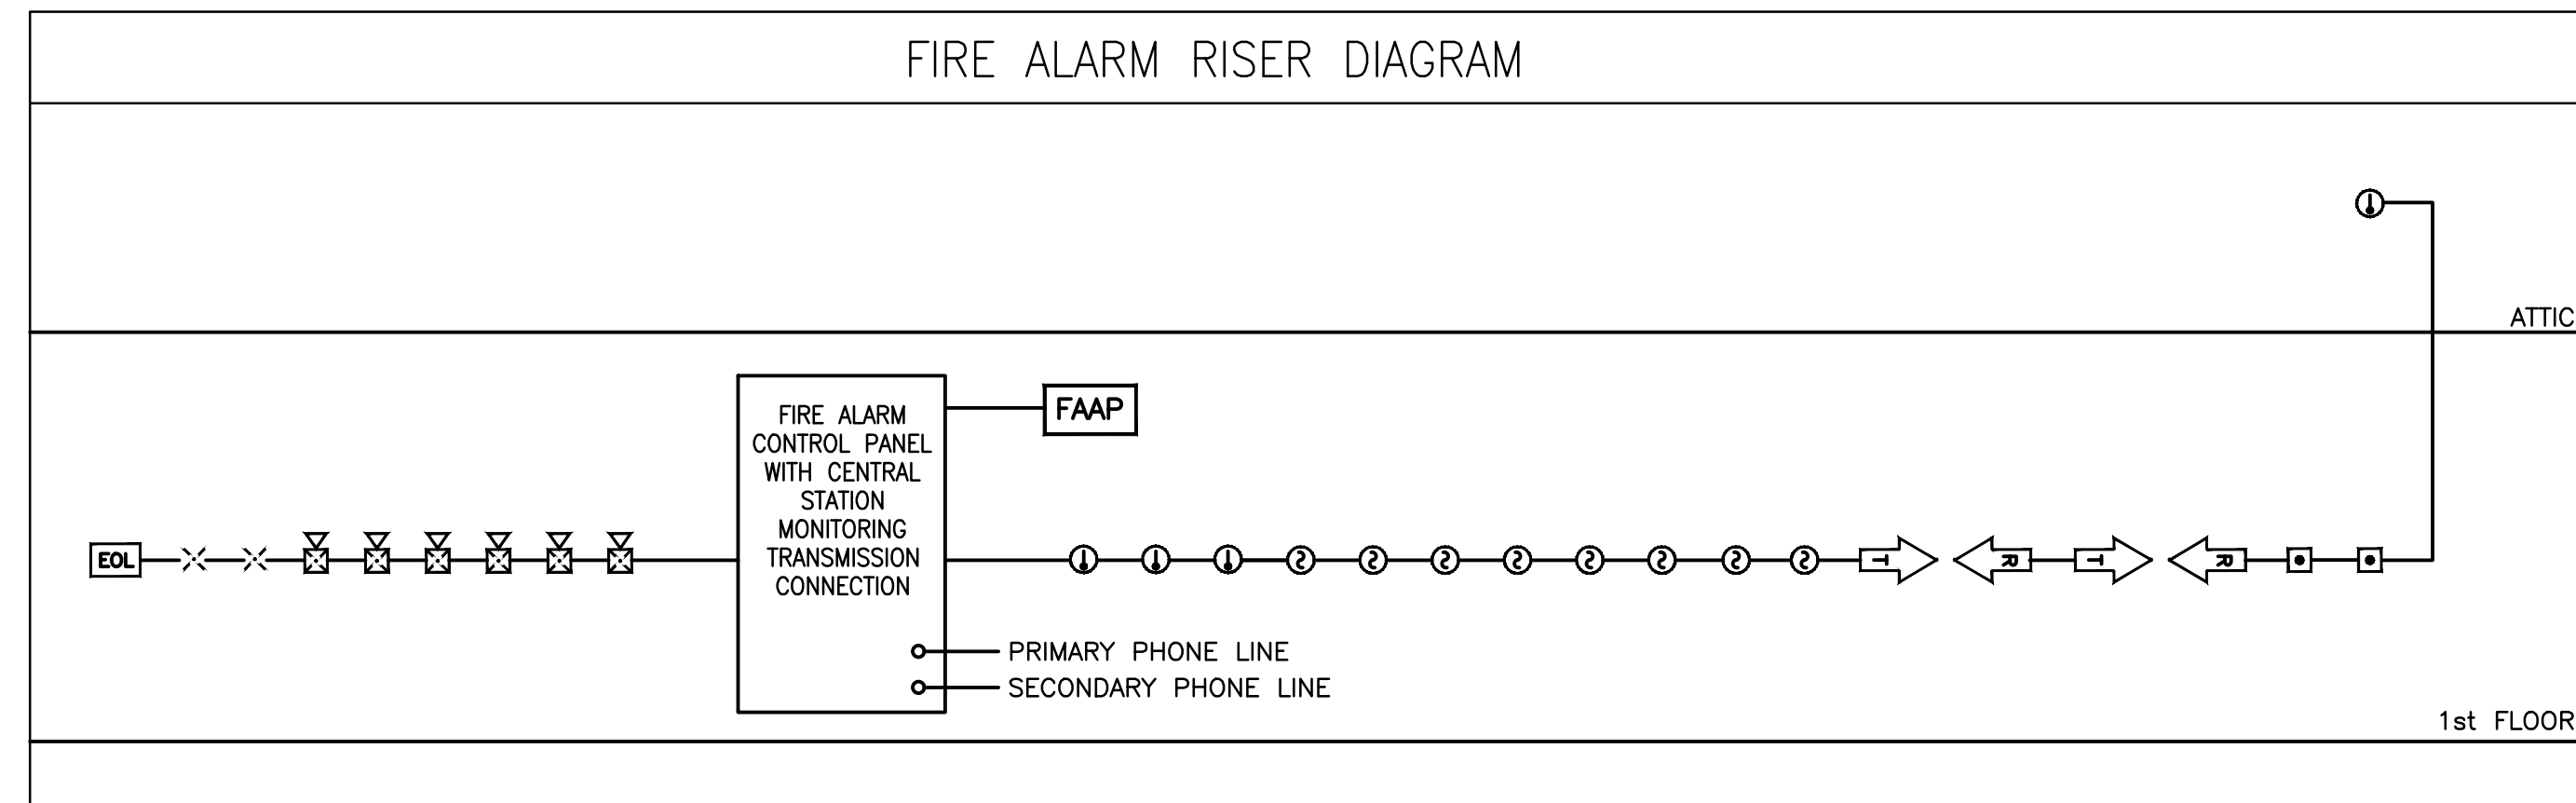 FIRE ALARM RISER DIAGRAM
ATTIC
FIRE ALARM
CONTROL PANEL
WITH CENTRAL
STATION
MONITORING
TRANSMISSION
CONNECTION
FAAP
EOL
S S S S S S S S T R T R
PRIMARY PHONE LINE
SECONDARY PHONE LINE
1st FLOOR